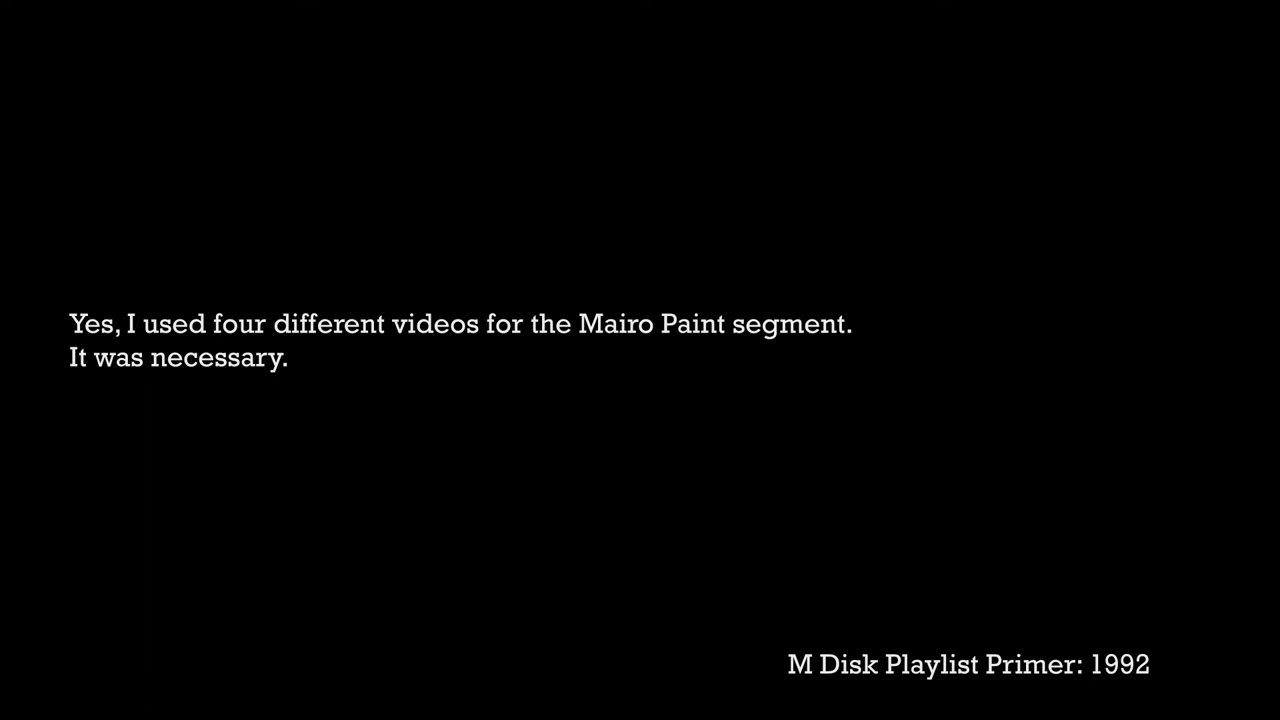 Yes, I used four different videos for the Mairo Paint segment.
It was necessary.
M Disk Playlist Primer: 1992